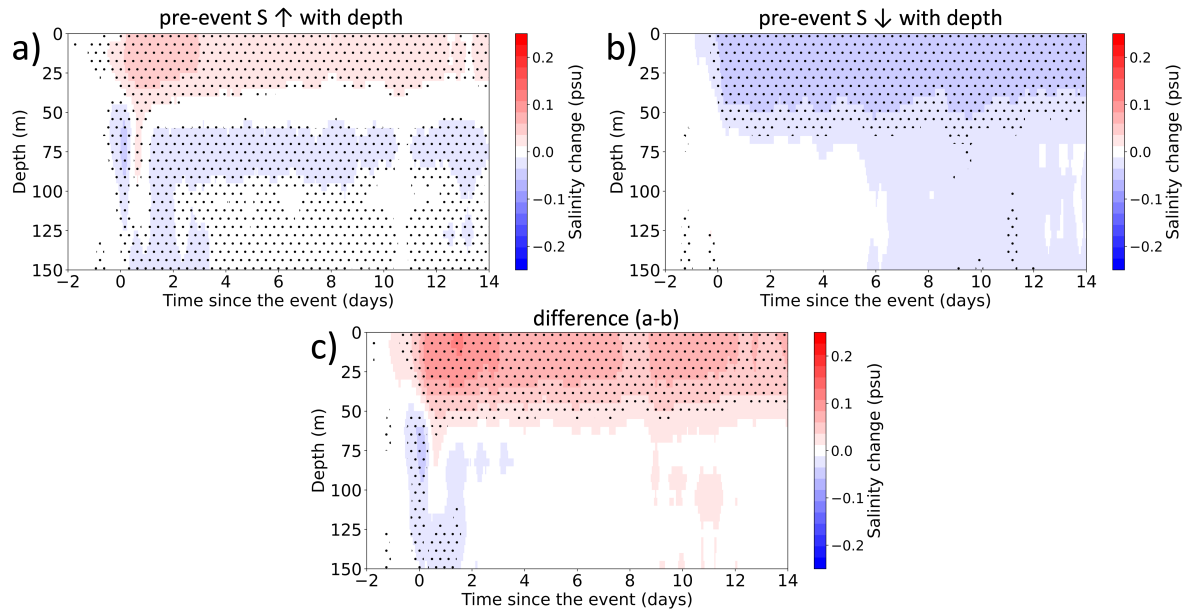 pre-event S ↑ with depth
a)
0
25
50
75
100
125
150
Depth (m)
−2 0 2 4 6 8 10 12 14
Time since the event (days)
0.2
0.1
0.0
−0.1
−0.2
Salinity change (psu)
pre-event S ↓ with depth
b)
0
25
50
75
100
125
150
Depth (m)
−2 0 2 4 6 8 10 12 14
Time since the event (days)
0.2
0.1
0.0
−0.1
−0.2
Salinity change (psu)
difference (a-b)
c)
0
25
50
75
100
125
150
Depth (m)
−2 0 2 4 6 8 10 12 14
Time since the event (days)
0.2
0.1
0.0
−0.1
−0.2
Salinity change (psu)